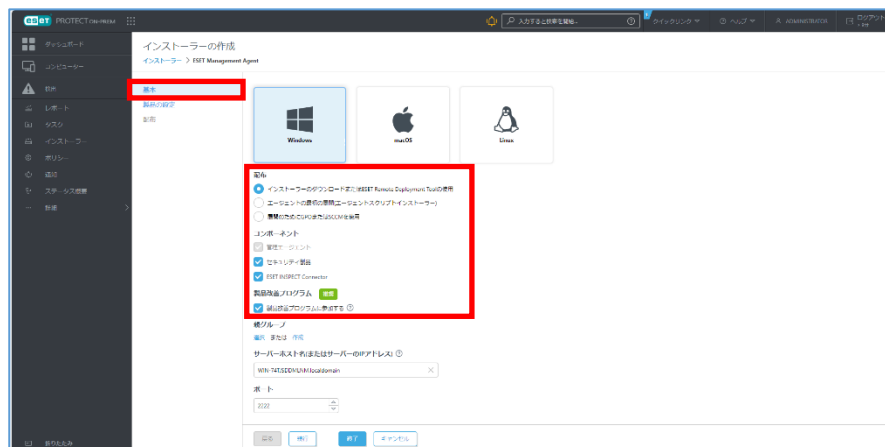 eset PROTECT ON-PREM
入力すると検索を開始...
クイックリンク
ヘルプ
ADMINISTRATOR
ログアウト
ダッシュボード
コンピューター
検出
レポート
タスク
インストーラー
ポリシー
通知
ステータス概要
詳細
折りたたみ
インストーラーの作成
インストーラー > ESET Management Agent
基本
製品の設定
配布
Windows
macOS
Linux
配布
インストーラーのダウンロードまたはESET Remote Deployment Toolの使用
エージェントの最初の展開(エージェントスクリプトインストーラー)
展開のためにGPOまたはSCCMを使用
コンポーネント
管理エージェント
セキュリティ製品
ESET INSPECT Connector
製品改善プログラム
製品改善プログラムに参加する
親グループ
選択 または 作成
サーバーホスト名(またはサーバーのIPアドレス)
ポート
2222
戻る
続行
終了
キャンセル